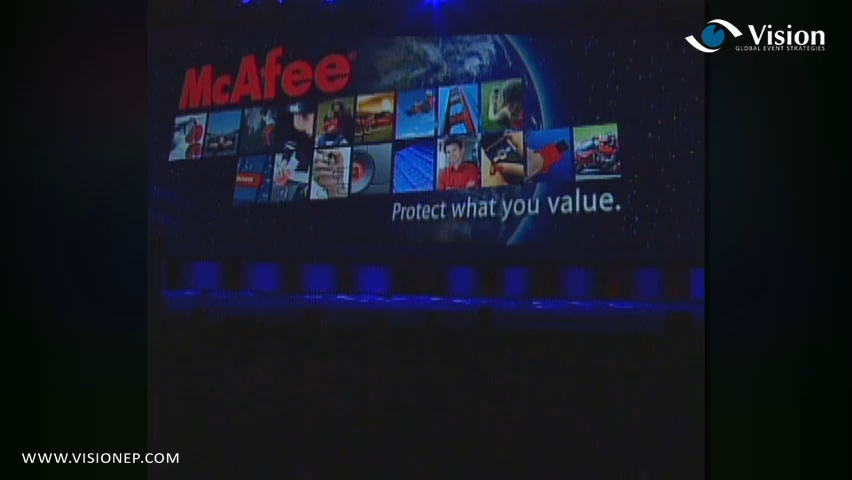 McAfee®
Vision
GLOBAL EVENT STRATEGIES
Protect what you value.
WWW.VISIONEP.COM